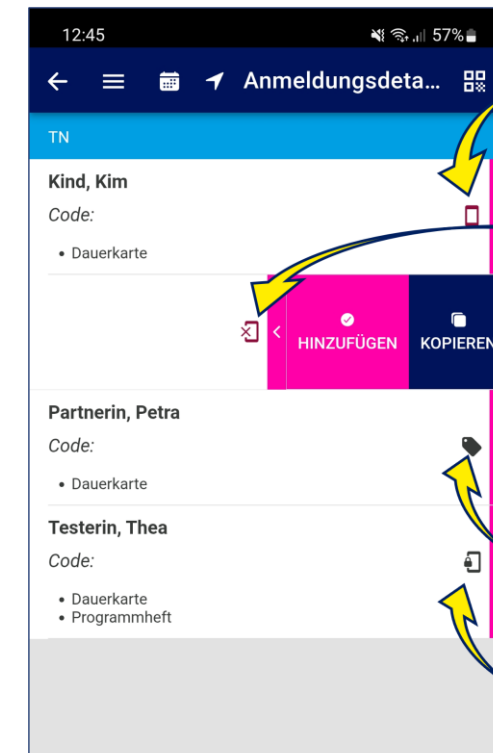 12:45 57%
Anmeldungsdeta...
TN
Kind, Kim
Code:
• Dauerkarte
HINZUFÜGEN KOPIEREN
Partnerin, Petra
Code:
• Dauerkarte
Testerin, Thea
Code:
• Dauerkarte
• Programmheft